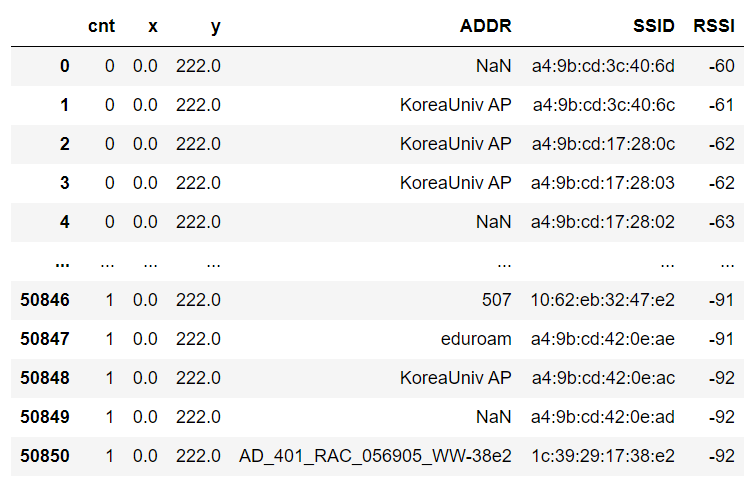 cnt x y ADDR SSID RSSI
0 0 0.0 222.0 NaN a4:9b:cd:3c:40:6d -60
1 0 0.0 222.0 KoreaUniv AP a4:9b:cd:3c:40:6c -61
2 0 0.0 222.0 KoreaUniv AP a4:9b:cd:17:28:0c -62
3 0 0.0 222.0 KoreaUniv AP a4:9b:cd:17:28:03 -62
4 0 0.0 222.0 NaN a4:9b:cd:17:28:02 -63
... ... ... ... ... ... ...
50846 1 0.0 222.0 507 10:62:eb:32:47:e2 -91
50847 1 0.0 222.0 eduroam a4:9b:cd:42:0e:ae -91
50848 1 0.0 222.0 KoreaUniv AP a4:9b:cd:42:0e:ac -92
50849 1 0.0 222.0 NaN a4:9b:cd:42:0e:ad -92
50850 1 0.0 222.0 AD_401_RAC_056905_WW-38e2 1c:39:29:17:38:e2 -92